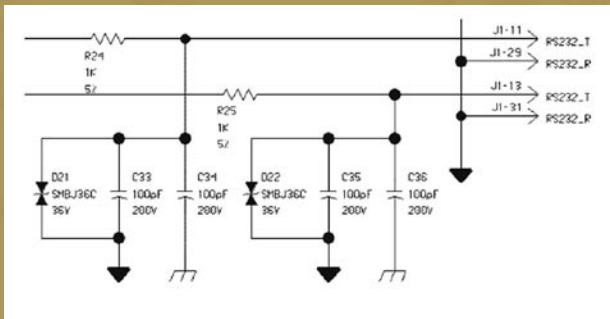 J1-11
RS232_T
R24
1K
5%
J1-29
RS232_R
J1-13
RS232_T
R25
1K
5%
J1-31
RS232_R
D21
SMBJ36C
36V
C33
100pF
200V
C34
100pF
200V
D22
SMBJ36C
36V
C35
100pF
200V
C36
100pF
200V